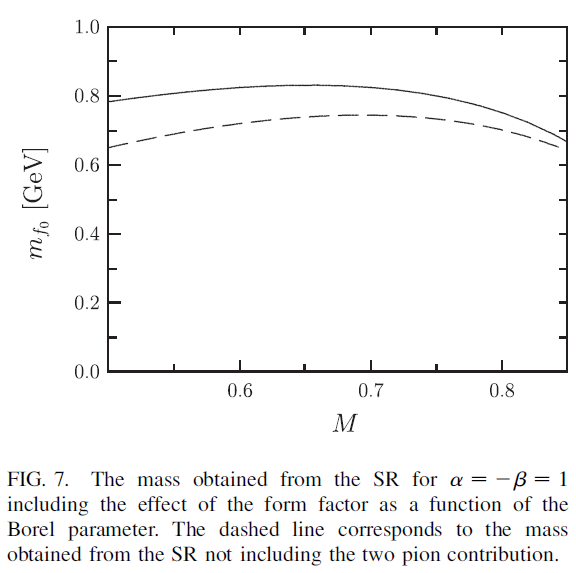 1.0
0.8
0.6
0.4
0.2
0.0
m_{f_0} [GeV]
0.6 0.7 0.8
M
FIG. 7. The mass obtained from the SR for α = −β = 1
including the effect of the form factor as a function of the
Borel parameter. The dashed line corresponds to the mass
obtained from the SR not including the two pion contribution.